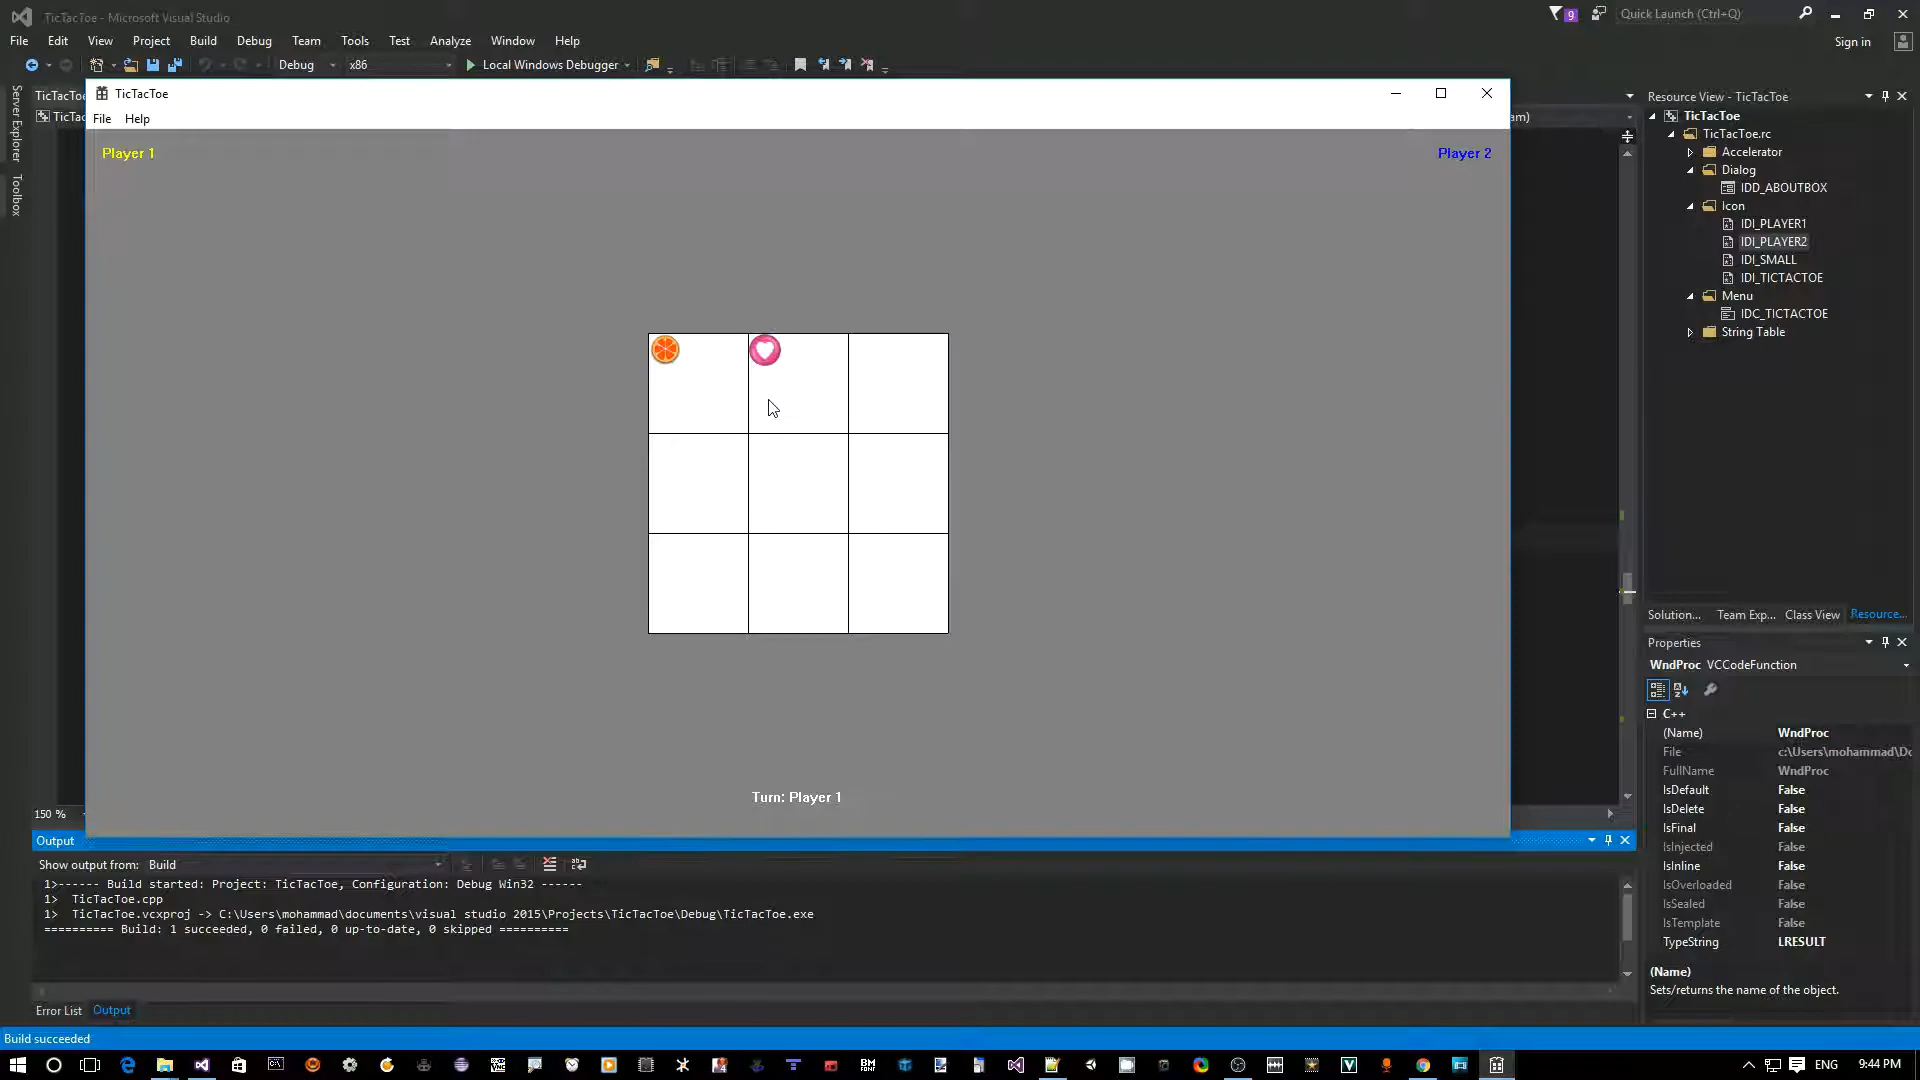 TicTacToe - Microsoft Visual Studio
9
Quick Launch (Ctrl+Q)
File Edit View Project Build Debug Team Tools Test Analyze Window Help
Sign in
Debug x86 Local Windows Debugger
Server Explorer
Toolbox
TicTacToe
File Help
Player 1
Player 2
Turn: Player 1
150 %
Resource View - TicTacToe
TicTacToe
TicTacToe.rc
Accelerator
Dialog
IDD_ABOUTBOX
Icon
IDI_PLAYER1
IDI_PLAYER2
IDI_SMALL
IDI_TICTACTOE
Menu
IDC_TICTACTOE
String Table
Solution... Team Exp... Class View Resource...
Properties
WndProc VCCodeFunction
C++
(Name) WndProc
File c:\Users\mohammad\Do
FullName WndProc
IsDefault False
IsDelete False
IsFinal False
IsInjected False
IsInline False
IsOverloaded False
IsSealed False
IsTemplate False
TypeString LRESULT
(Name)
Sets/returns the name of the object.
Output
Show output from: Build
1>------ Build started: Project: TicTacToe, Configuration: Debug Win32 ------
1>  TicTacToe.cpp
1>  TicTacToe.vcxproj -> C:\Users\mohammad\documents\visual studio 2015\Projects\TicTacToe\Debug\TicTacToe.exe
========== Build: 1 succeeded, 0 failed, 0 up-to-date, 0 skipped ==========
Error List Output
Build succeeded
ENG 9:44 PM